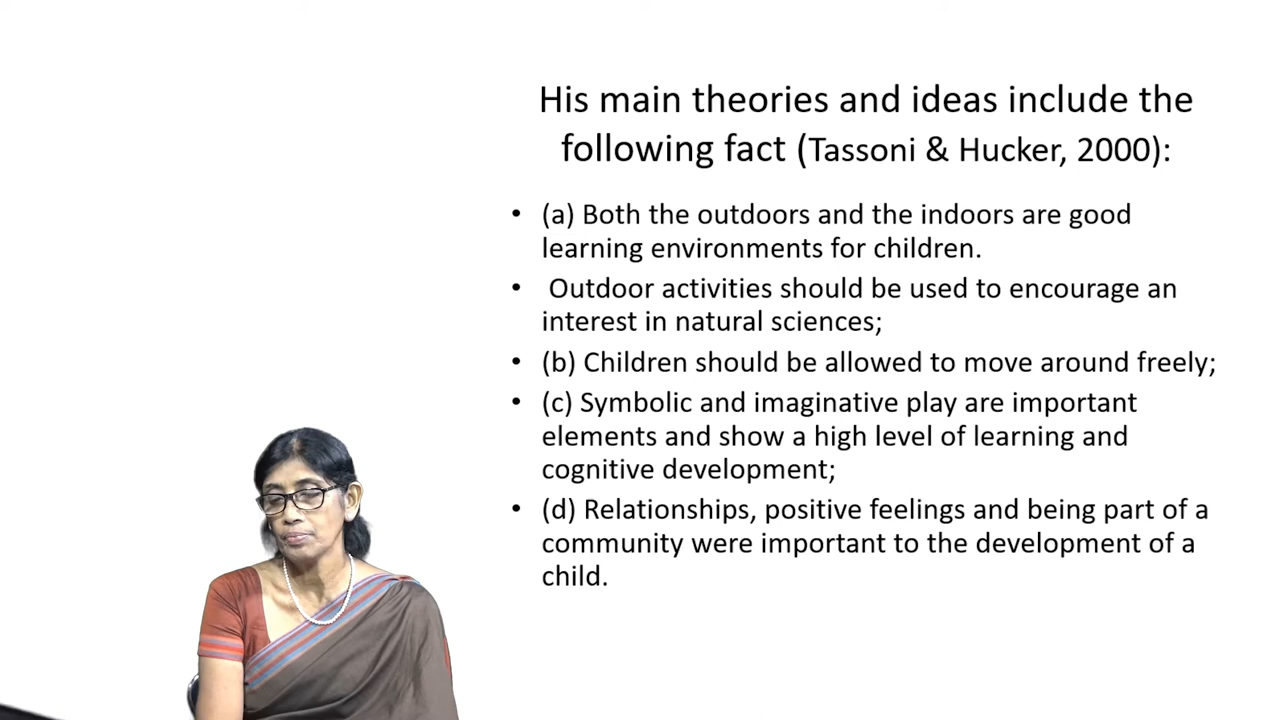 His main theories and ideas include the
following fact (Tassoni & Hucker, 2000):
• (a) Both the outdoors and the indoors are good
learning environments for children.
• Outdoor activities should be used to encourage an
interest in natural sciences;
• (b) Children should be allowed to move around freely;
• (c) Symbolic and imaginative play are important
elements and show a high level of learning and
cognitive development;
• (d) Relationships, positive feelings and being part of a
community were important to the development of a
child.